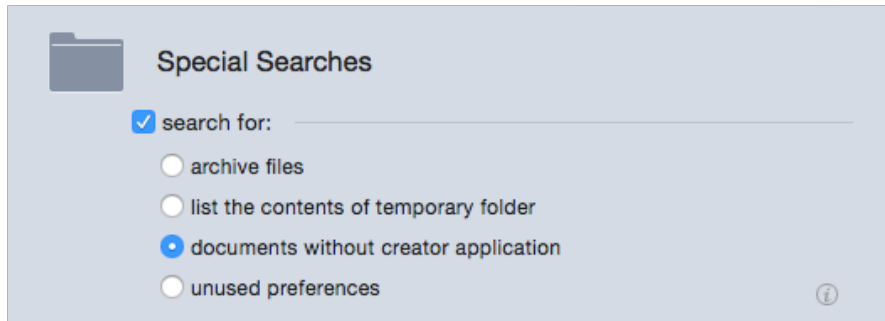 Special Searches
search for:
archive files
list the contents of temporary folder
documents without creator application
unused preferences
i